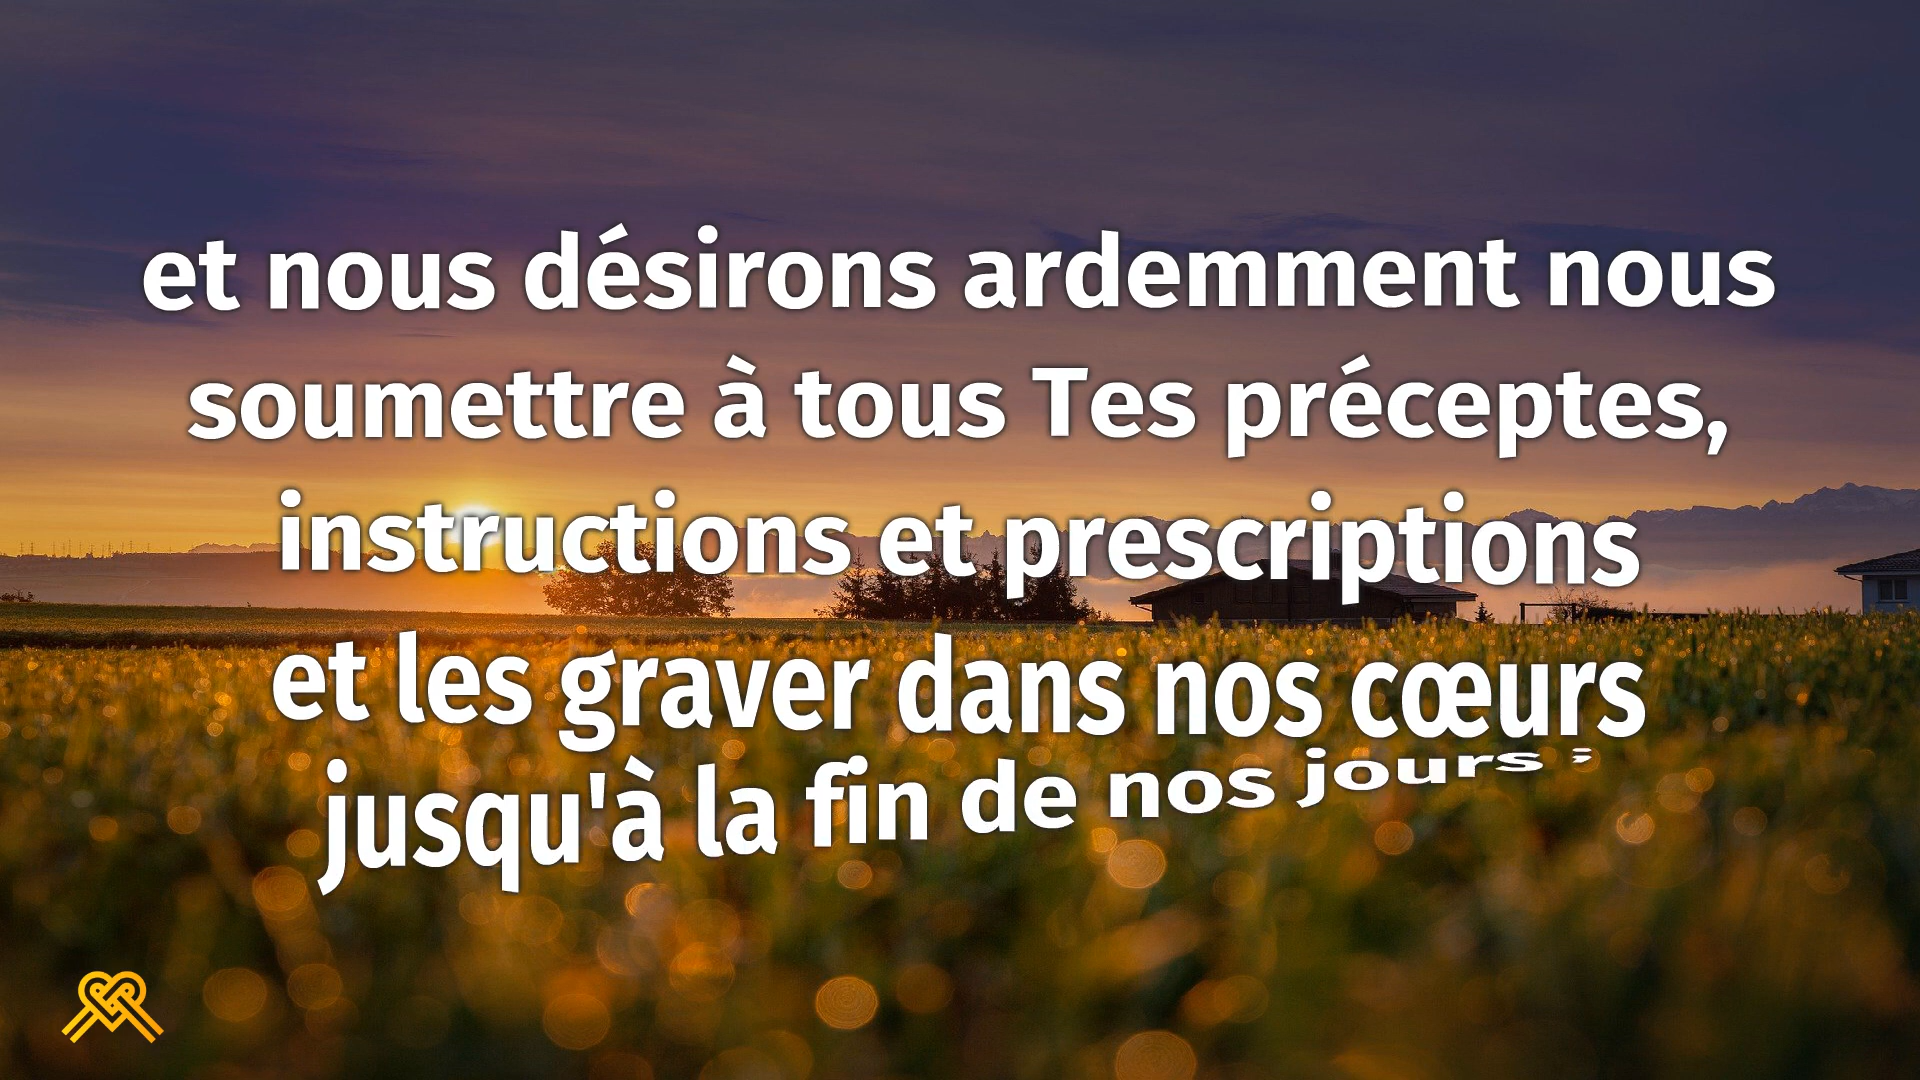 et nous désirons ardemment nous
soumettre à tous Tes préceptes,
instructions et prescriptions
et les graver dans nos cœurs
jusqu'à la fin de nos jours ;